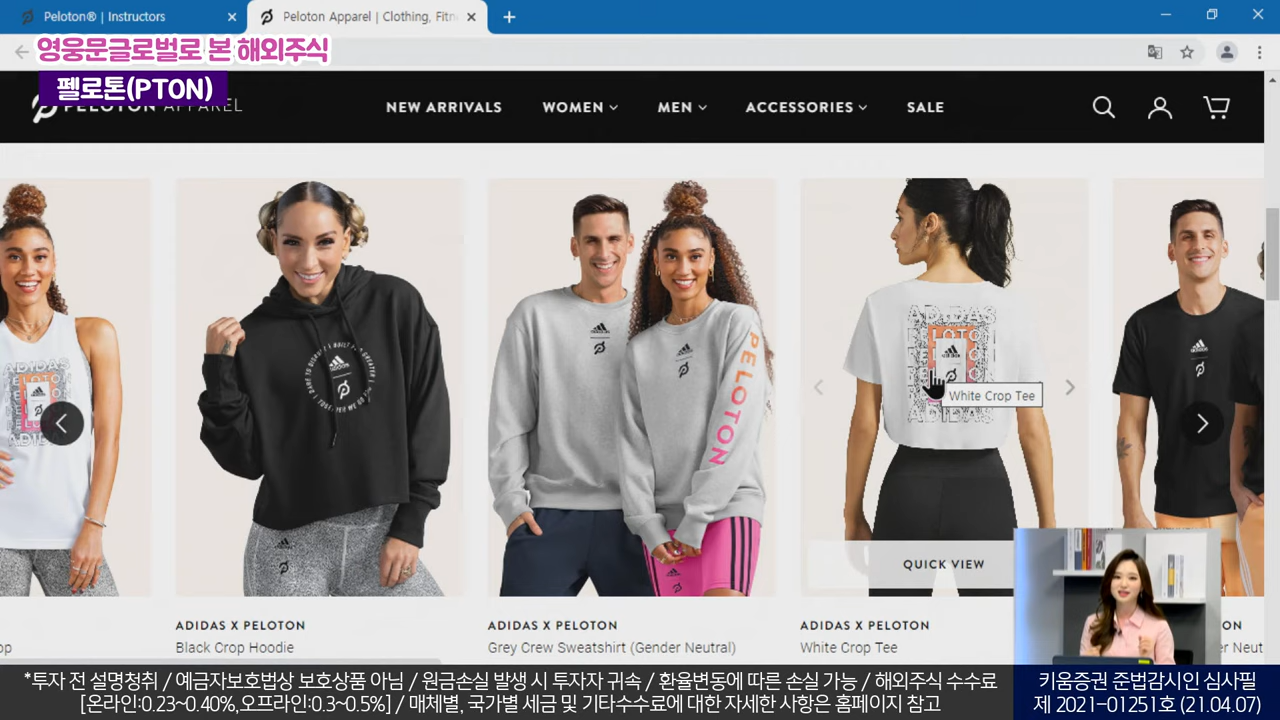 Peloton® | Instructors
Peloton Apparel | Clothing, Fitn
영웅문글로벌로 본 해외주식
펠로톤(PTON)
PELOTON APPAREL
NEW ARRIVALS
WOMEN
MEN
ACCESSORIES
SALE
adidas
PELOTON
White Crop Tee
QUICK VIEW
ADIDAS X PELOTON
Black Crop Hoodie
ADIDAS X PELOTON
Grey Crew Sweatshirt (Gender Neutral)
ADIDAS X PELOTON
White Crop Tee
*투자 전 설명청취 / 예금자보호법상 보호상품 아님 / 원금손실 발생 시 투자자 귀속 / 환율변동에 따른 손실 가능 / 해외주식 수수료
[온라인:0.23~0.40%,오프라인:0.3~0.5%] / 매체별, 국가별 세금 및 기타수수료에 대한 자세한 사항은 홈페이지 참고
키움증권 준법감시인 심사필
제 2021-01251호 (21.04.07)